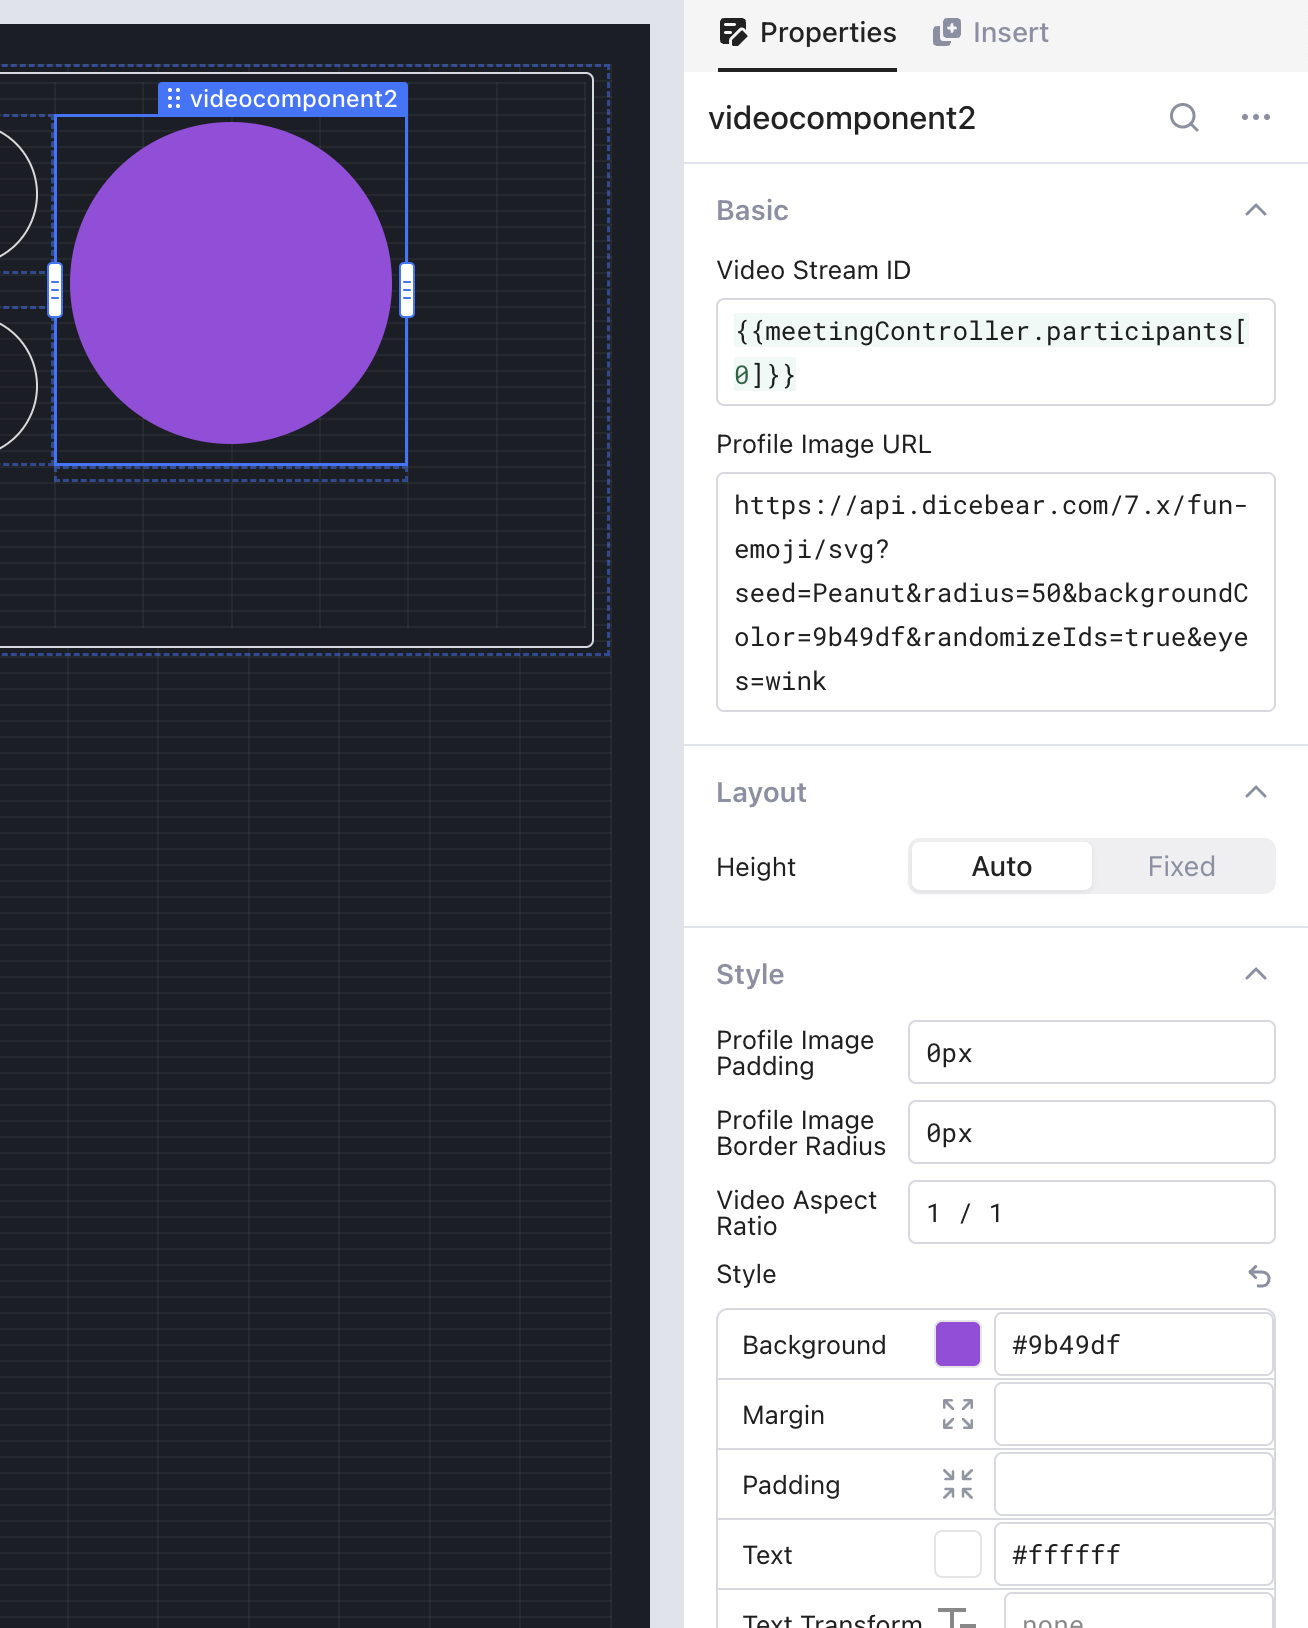 Properties
Insert
videocomponent2
videocomponent2
Basic
Video Stream ID
{{meetingController.participants[
0]}}
Profile Image URL
https://api.dicebear.com/7.x/fun-
emoji/svg?
seed=Peanut&radius=50&backgroundC
olor=9b49df&randomizeIds=true&eye
s=wink
Layout
Height
Auto
Fixed
Style
Profile Image
Padding
0px
Profile Image
Border Radius
0px
Video Aspect
Ratio
1 / 1
Style
Background
#9b49df
Margin
Padding
Text
#ffffff
Text Transform
none